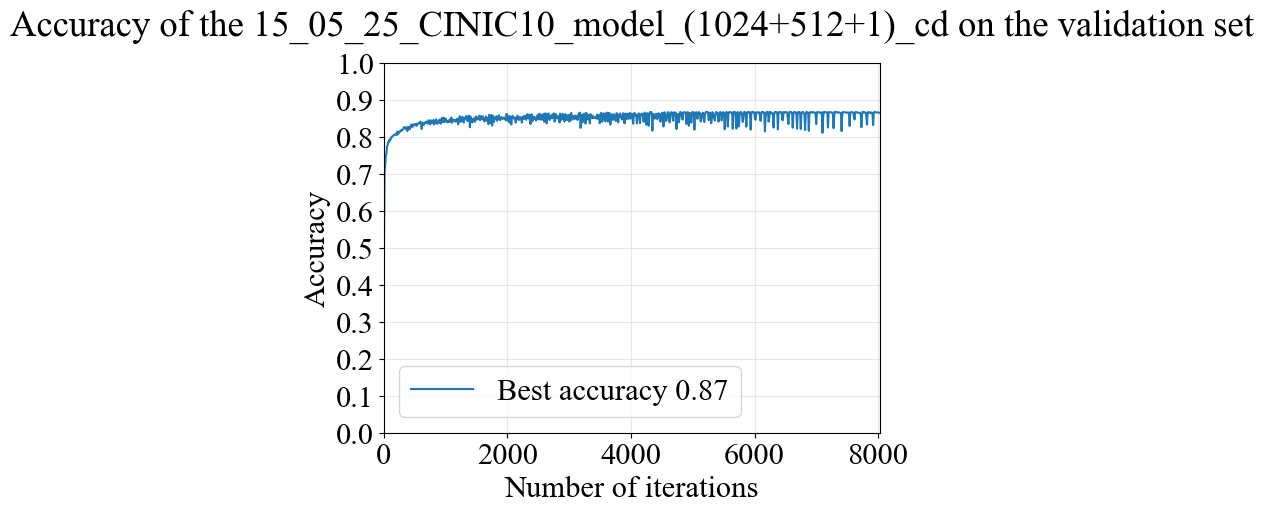 Accuracy of the 15_05_25_CINIC10_model_(1024+512+1)_cd on the validation set
1.0
0.9
0.8
0.7
0.6
0.5
0.4
0.3
0.2
0.1
0.0
Accuracy
Best accuracy 0.87
0 2000 4000 6000 8000
Number of iterations